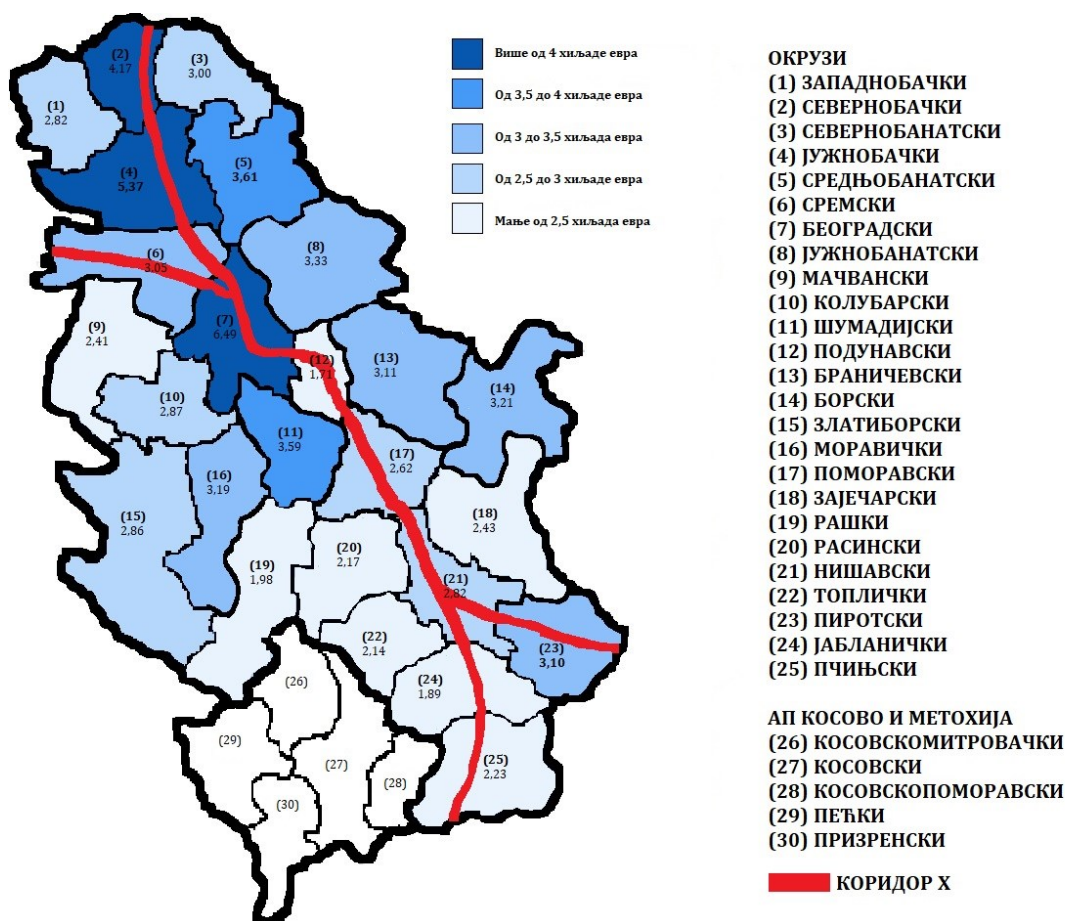 (2)
4,17
(3)
3,00
(1)
2,82
(4)
5,37
(5)
3,61
(6)
3,05
(8)
3,33
(7)
6,49
(9)
2,41
(10)
2,87
(12)
1,71
(13)
3,11
(14)
3,21
(11)
3,59
(16)
3,19
(17)
2,62
(15)
2,86
(18)
2,43
(19)
1,98
(20)
2,17
(21)
2,82
(22)
2,14
(23)
3,10
(24)
1,89
(25)
2,23
(26)
(29)
(27)
(28)
(30)
Више од 4 хиљаде евра
Од 3,5 до 4 хиљаде евра
Од 3 до 3,5 хиљада евра
Од 2,5 до 3 хиљаде евра
Мање од 2,5 хиљада евра
ОКРУЗИ
(1) ЗАПАДНОБАЧКИ
(2) СЕВЕРНОБАЧКИ
(3) СЕВЕРНОБАНАТСКИ
(4) ЈУЖНОБАЧКИ
(5) СРЕДЊОБАНАТСКИ
(6) СРЕМСКИ
(7) БЕОГРАДСКИ
(8) ЈУЖНОБАНАТСКИ
(9) МАЧВАНСКИ
(10) КОЛУБАРСКИ
(11) ШУМАДИЈСКИ
(12) ПОДУНАВСКИ
(13) БРАНИЧЕВСКИ
(14) БОРСКИ
(15) ЗЛАТИБОРСКИ
(16) МОРАВИЧКИ
(17) ПОМОРАВСКИ
(18) ЗАЈЕЧАРСКИ
(19) РАШКИ
(20) РАСИНСКИ
(21) НИШАВСКИ
(22) ТОПЛИЧКИ
(23) ПИРОТСКИ
(24) ЈАБЛАНИЧКИ
(25) ПЧИЊСКИ
АП КОСОВО И МЕТОХИЈА
(26) КОСОВСКОМИТРОВАЧКИ
(27) КОСОВСКИ
(28) КОСОВСКОПОМОРАВСКИ
(29) ПЕЋКИ
(30) ПРИЗРЕНСКИ
КОРИДОР X